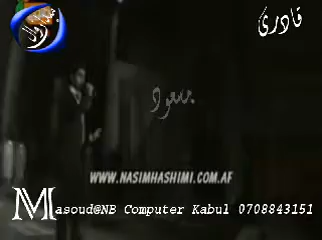 قادری
مسعود
WWW.NASIMHASHIMI.COM.AF
Masoud@NB Computer Kabul 0708843151